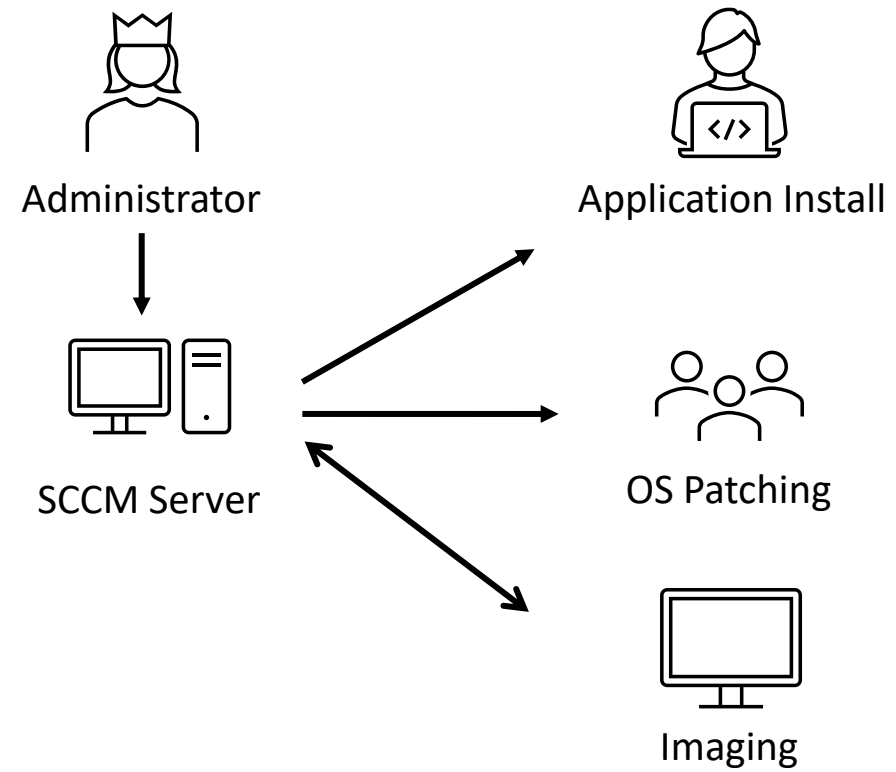 Administrator
</>
Application Install
SCCM Server
OS Patching
Imaging